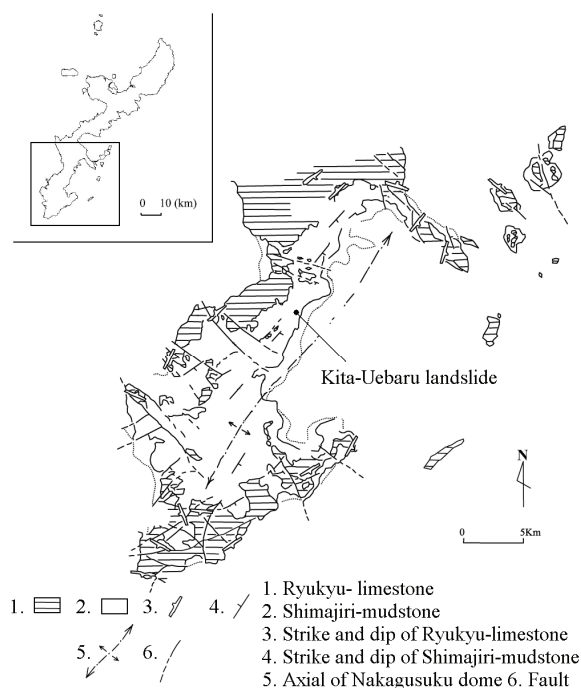 0 10 (km)
Kita-Uebaru landslide
N
0 5Km
1. 2. 3. 4.
5. 6.
1. Ryukyu- limestone
2. Shimajiri-mudstone
3. Strike and dip of Ryukyu-limestone
4. Strike and dip of Shimajiri-mudstone
5. Axial of Nakagusuku dome 6. Fault